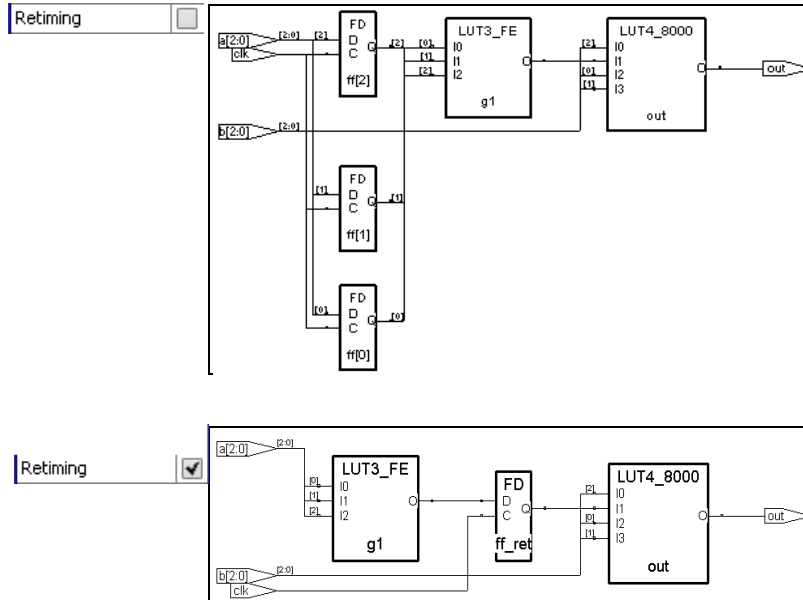 Retiming
a[2:0]
clk
[2:0]
[2]
FD
D
C
Q
ff[2]
[2]
[0]
[1]
[2]
LUT3_FE
I0
I1
I2
O
g1
[2]
[0]
[1]
LUT4_8000
I0
I1
I2
I3
O
out
out
b[2:0]
[2:0]
[1]
FD
D
C
Q
ff[1]
[1]
[0]
FD
D
C
Q
ff[0]
[0]
Retiming
a[2:0]
[2:0]
[0]
[1]
[2]
LUT3_FE
I0
I1
I2
O
g1
FD
D
C
Q
ff_ret
[2]
[0]
[1]
LUT4_8000
I0
I1
I2
I3
O
out
out
b[2:0]
[2:0]
clk